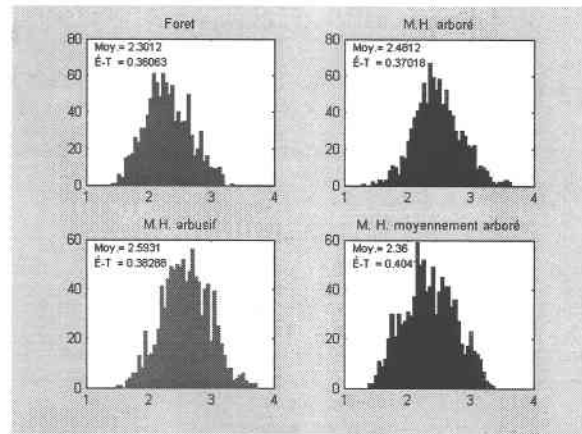 Foret
Moy.= 2.3012
É-T = 0.36063
80
60
40
20
0
1 2 3 4
M.H. arboré
Moy.= 2.4812
É-T = 0.37018
80
60
40
20
0
1 2 3 4
M.H. arbusif
Moy.= 2.5931
É-T = 0.38288
60
40
20
0
1 2 3 4
M. H. moyennement arboré
Moy.= 2.36
É-T = 0.404
60
40
20
0
1 2 3 4